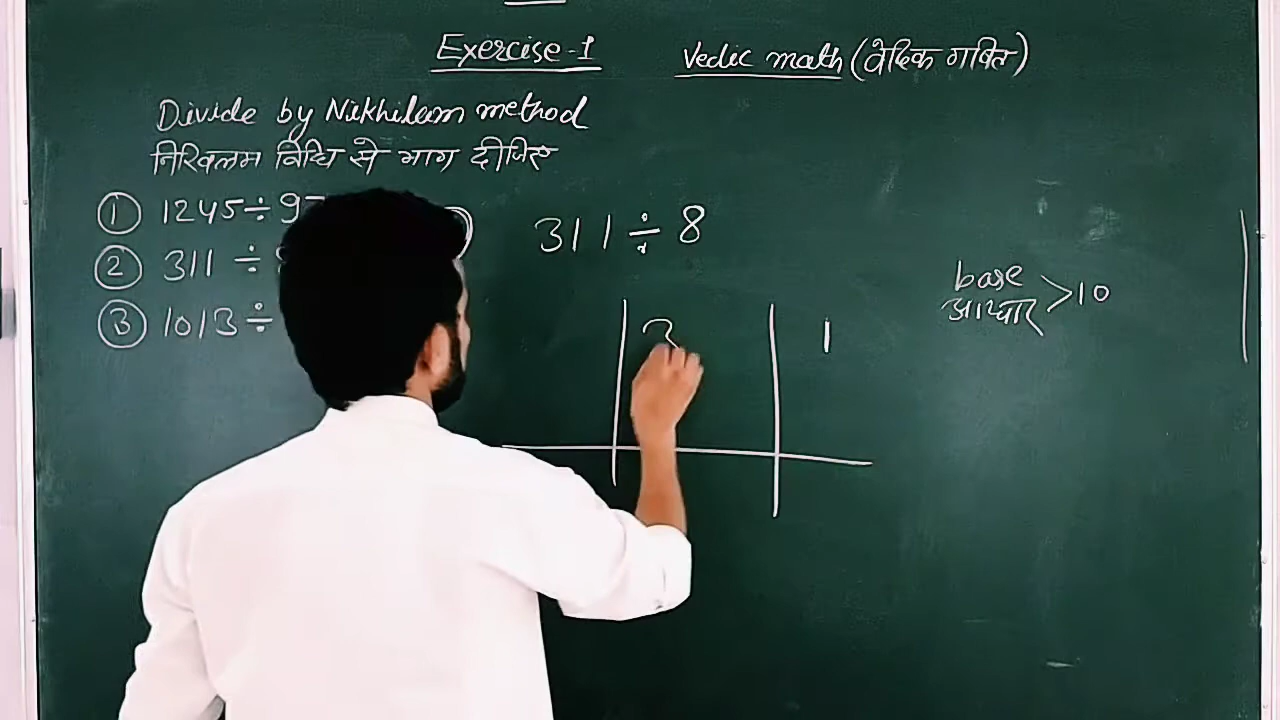 Exercise-1 Vedic math (वैदिक गणित)
Divide by Nikhilam method
निखिलम विधि से भाग दीजिए
① 1245÷97
② 311 ÷
③ 1013÷
311÷8
base
आधार >10
3 1